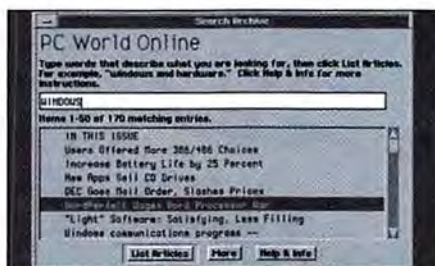 Search Archive
PC World Online
Type words that describe what you are looking for, then click List Articles.
For example, "windows and hardware." Click Help & Info for more
instructions.
WINDOWS
Items 1-50 of 170 matching entries.
IN THIS ISSUE
Users Offered More 386/486 Choices
Increase Battery Life by 25 Percent
New Apps Sell CD Drives
DEC Goes Mail Order, Slashes Prices
WordPerfect Wages Word Processor War
"Light" Software: Satisfying, Less Filling
Windows communications programs --
List Articles
More
Help & Info